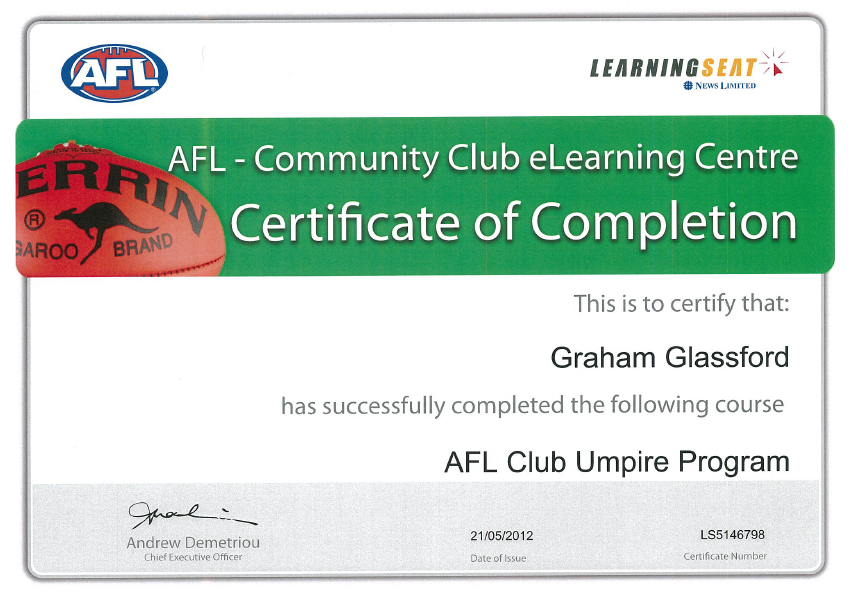 AFL
LEARNINGSEAT
NEWS LIMITED
AFL - Community Club eLearning Centre
Certificate of Completion
ERRIN
®
GAROO BRAND
This is to certify that:
Graham Glassford
has successfully completed the following course
AFL Club Umpire Program
Andrew Demetriou
Chief Executive Officer
21/05/2012
Date of Issue
LS5146798
Certificate Number